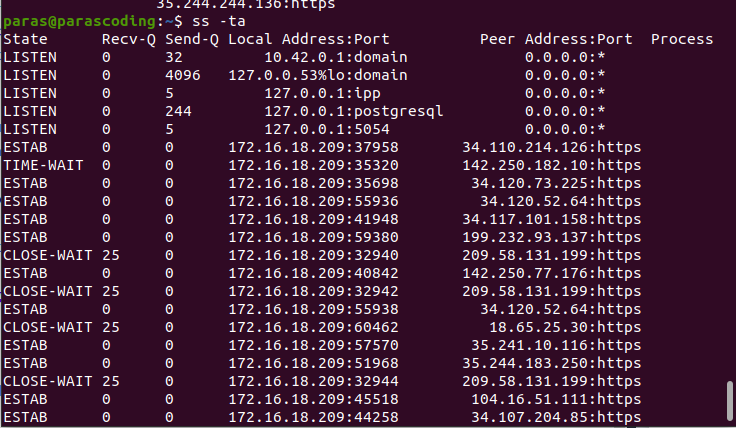 35.244.244.136:https
paras@parascoding:~$ ss -ta
State Recv-Q Send-Q Local Address:Port Peer Address:Port Process
LISTEN 0 32 10.42.0.1:domain 0.0.0.0:*
LISTEN 0 4096 127.0.0.53%lo:domain 0.0.0.0:*
LISTEN 0 5 127.0.0.1:ipp 0.0.0.0:*
LISTEN 0 244 127.0.0.1:postgresql 0.0.0.0:*
LISTEN 0 5 127.0.0.1:5054 0.0.0.0:*
ESTAB 0 0 172.16.18.209:37958 34.110.214.126:https
TIME-WAIT 0 0 172.16.18.209:35320 142.250.182.10:https
ESTAB 0 0 172.16.18.209:35698 34.120.73.225:https
ESTAB 0 0 172.16.18.209:55936 34.120.52.64:https
ESTAB 0 0 172.16.18.209:41948 34.117.101.158:https
ESTAB 0 0 172.16.18.209:59380 199.232.93.137:https
CLOSE-WAIT 25 0 172.16.18.209:32940 209.58.131.199:https
ESTAB 0 0 172.16.18.209:40842 142.250.77.176:https
CLOSE-WAIT 25 0 172.16.18.209:32942 209.58.131.199:https
ESTAB 0 0 172.16.18.209:55938 34.120.52.64:https
CLOSE-WAIT 25 0 172.16.18.209:60462 18.65.25.30:https
ESTAB 0 0 172.16.18.209:57570 35.241.10.116:https
ESTAB 0 0 172.16.18.209:51968 35.244.183.250:https
CLOSE-WAIT 25 0 172.16.18.209:32944 209.58.131.199:https
ESTAB 0 0 172.16.18.209:45518 104.16.51.111:https
ESTAB 0 0 172.16.18.209:44258 34.107.204.85:https